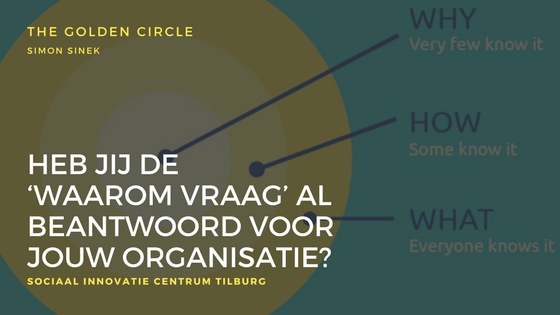 THE GOLDEN CIRCLE
SIMON SINEK
WHY
Very few know it
HOW
Some know it
WHAT
Everyone knows it
HEB JIJ DE
‘WAAROM VRAAG’ AL
BEANTWOORD VOOR
JOUW ORGANISATIE?
SOCIAAL INNOVATIE CENTRUM TILBURG